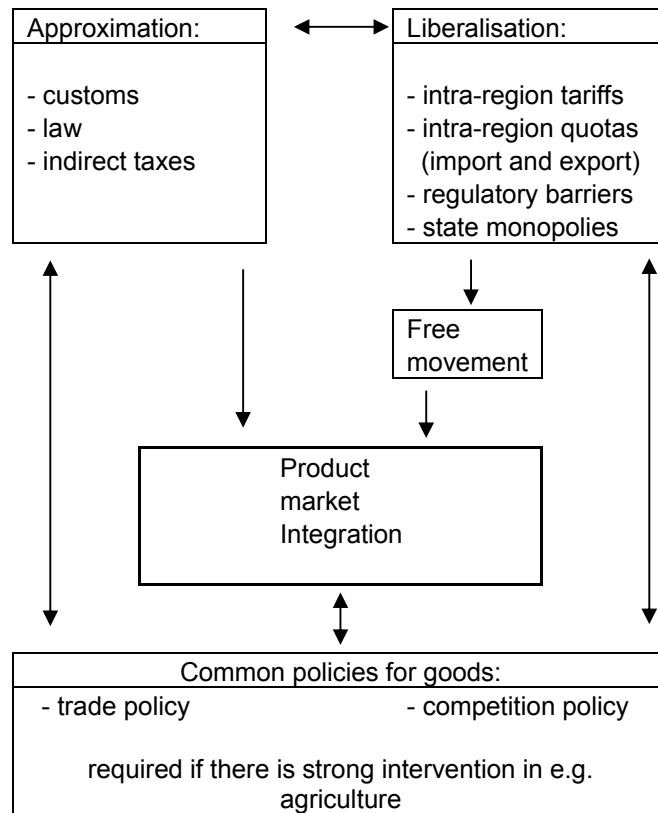 Approximation:
- customs
- law
- indirect taxes
Liberalisation:
- intra-region tariffs
- intra-region quotas
(import and export)
- regulatory barriers
- state monopolies
Free
movement
Product
market
Integration
Common policies for goods:
- trade policy
- competition policy
required if there is strong intervention in e.g.
agriculture